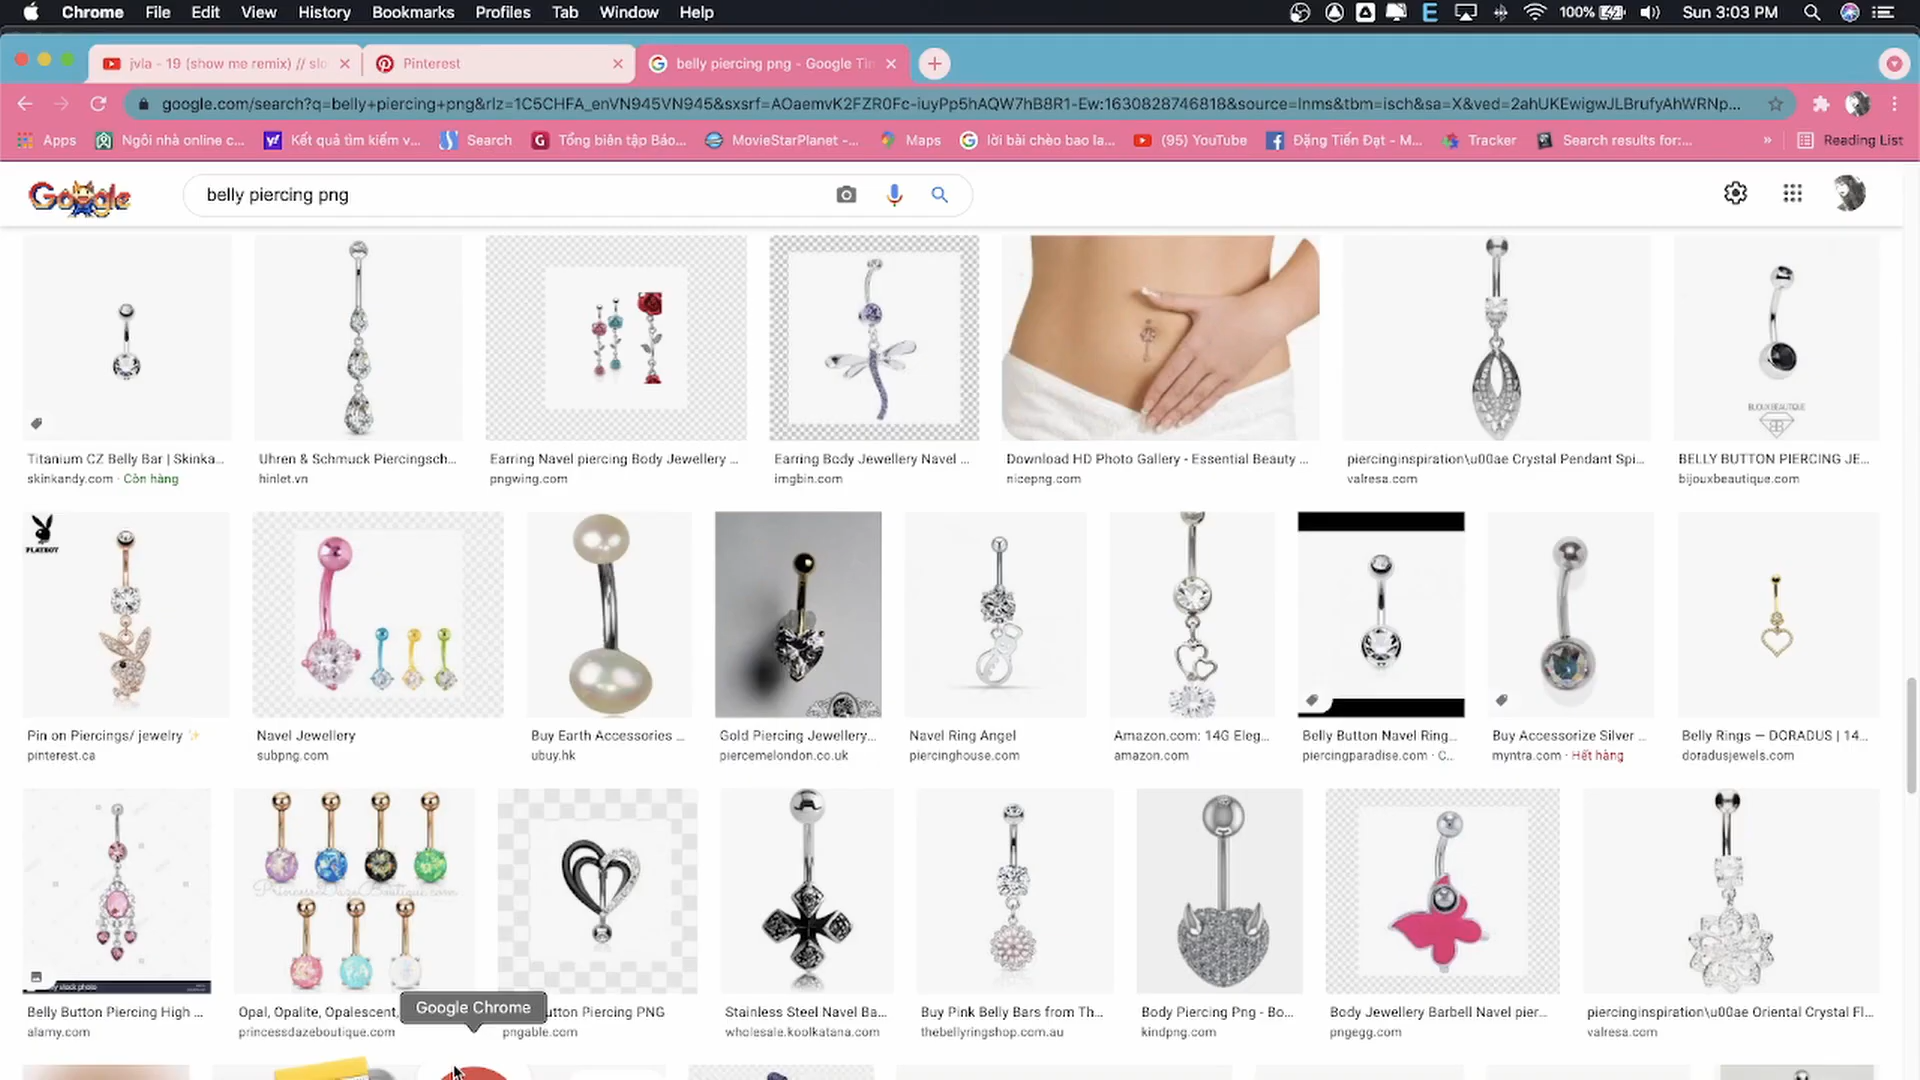 Chrome File Edit View History Bookmarks Profiles Tab Window Help 100% Sun 3:03 PM
jvla - 19 (show me remix) // slo Pinterest belly piercing png - Google Tìn
google.com/search?q=belly+piercing+png&rlz=1C5CHFA_enVN945VN945&sxsrf=AOaemvK2FZR0Fc-iuyPp5hAQW7hB8R1-Ew:1630828746818&source=lnms&tbm=isch&sa=X&ved=2ahUKEwigwJLBrufyAhWRNp...
Apps Ngôi nhà online c... Kết quả tìm kiếm v... Search Tổng biên tập Báo... MovieStarPlanet -... Maps lời bài chèo bao la... (95) YouTube Đặng Tiến Đạt - M... Tracker Search results for:... » Reading List
Google belly piercing png
BIJOUX BEAUTIQUE
Titanium CZ Belly Bar | Skinka... Uhren & Schmuck Piercingsch... Earring Navel piercing Body Jewellery ... Earring Body Jewellery Navel ... Download HD Photo Gallery - Essential Beauty ... piercinginspiration\u00ae Crystal Pendant Spi... BELLY BUTTON PIERCING JE...
skinkandy.com · Còn hàng hinlet.vn pngwing.com imgbin.com nicepng.com valresa.com bijouxbeautique.com
PLAYBOY
Pin on Piercings/ jewelry ✨ Navel Jewellery Buy Earth Accessories ... Gold Piercing Jewellery... Navel Ring Angel Amazon.com: 14G Eleg... Belly Button Navel Ring... Buy Accessorize Silver ... Belly Rings — DORADUS | 14...
pinterest.ca subpng.com ubuy.hk piercemelondon.co.uk piercinghouse.com amazon.com piercingparadise.com · C... myntra.com · Hết hàng doradusjewels.com
PrincessDazeBoutique.com
stock photo
Google Chrome
Belly Button Piercing High ... Opal, Opalite, Opalescent, utton Piercing PNG Stainless Steel Navel Ba... Buy Pink Belly Bars from Th... Body Piercing Png - Bo... Body Jewellery Barbell Navel pier... piercinginspiration\u00ae Oriental Crystal Fl...
alamy.com princessdazeboutique.com pngable.com wholesale.koolkatana.com thebellyringshop.com.au kindpng.com pngegg.com valresa.com